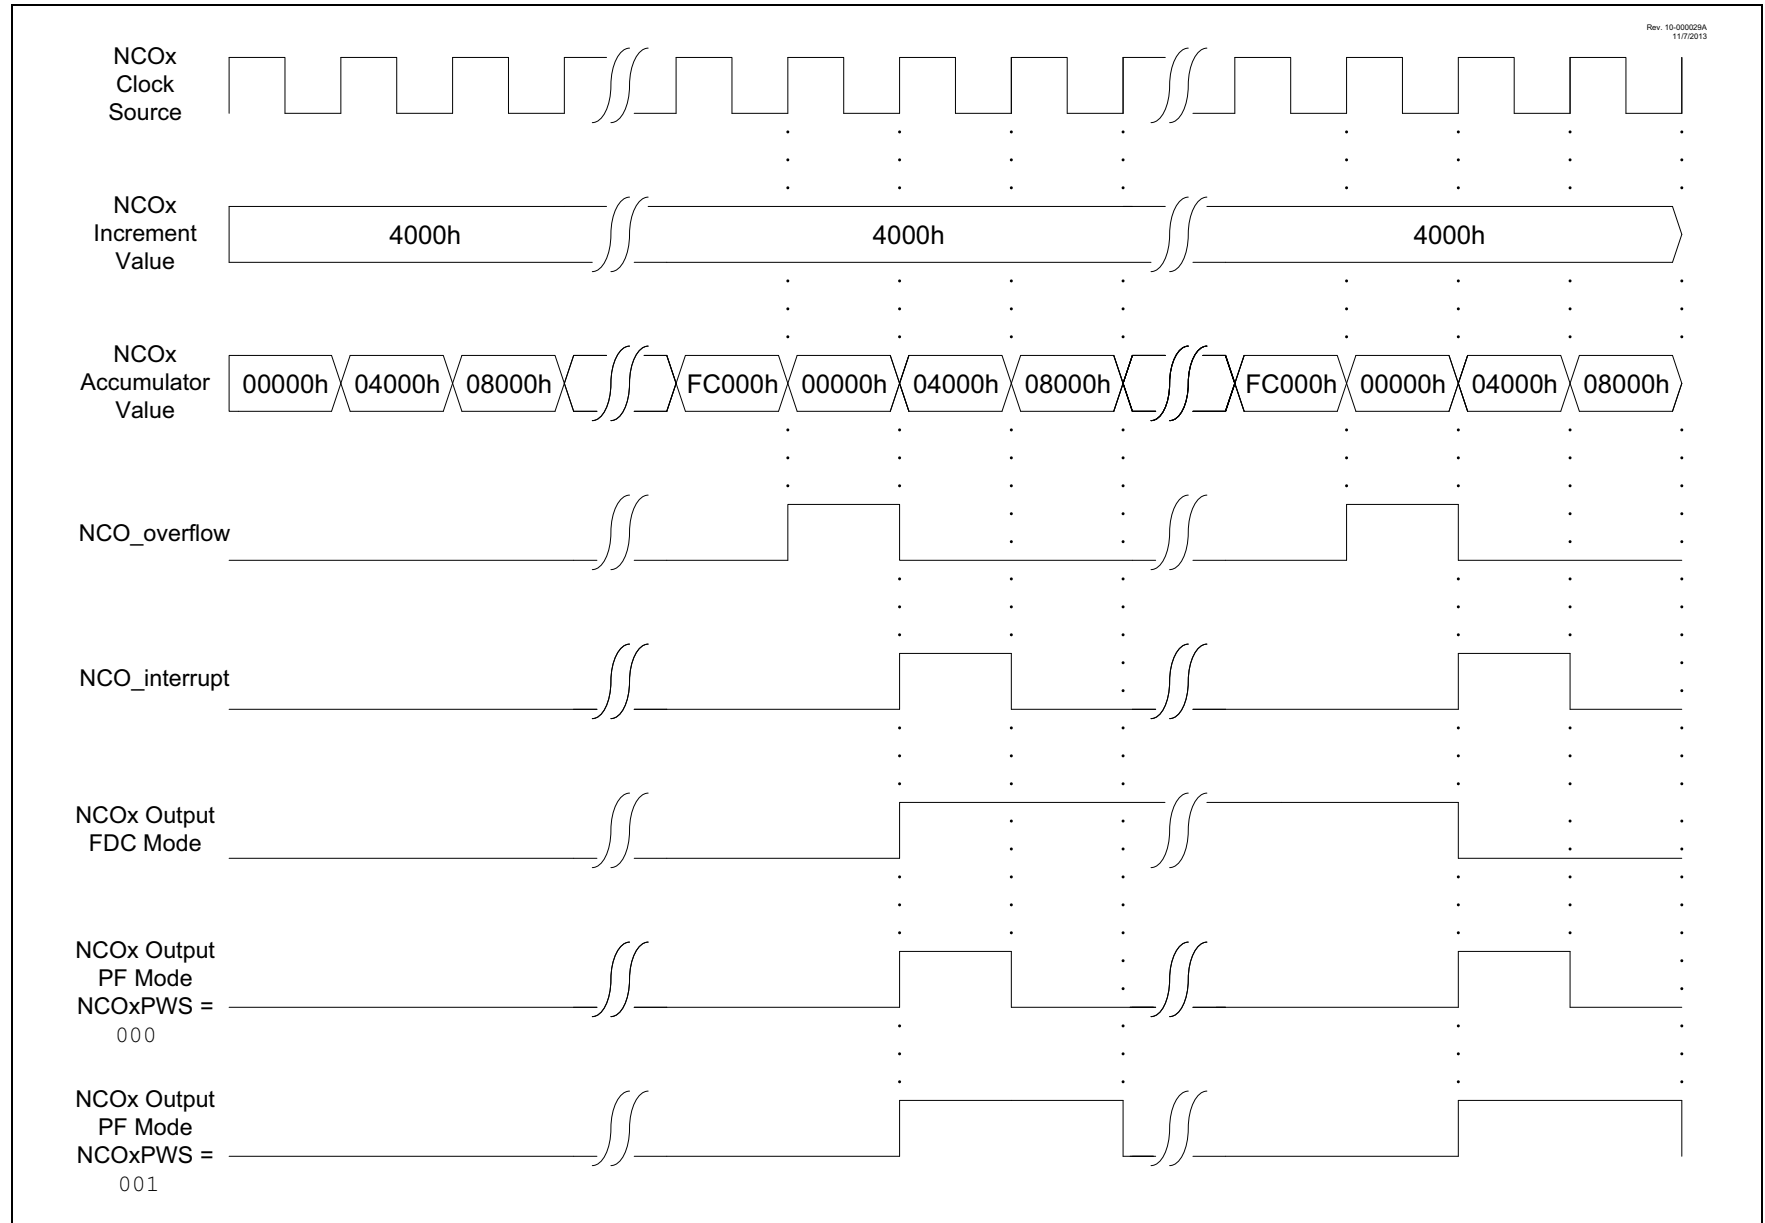 Rev. 10-000029A
11/7/2013
NCOx
Clock
Source
NCOx
Increment
Value
4000h
4000h
4000h
NCOx
Accumulator
Value
00000h
04000h
08000h
FC000h
00000h
04000h
08000h
FC000h
00000h
04000h
08000h
NCO_overflow
NCO_interrupt
NCOx Output
FDC Mode
NCOx Output
PF Mode
NCOxPWS =
000
NCOx Output
PF Mode
NCOxPWS =
001